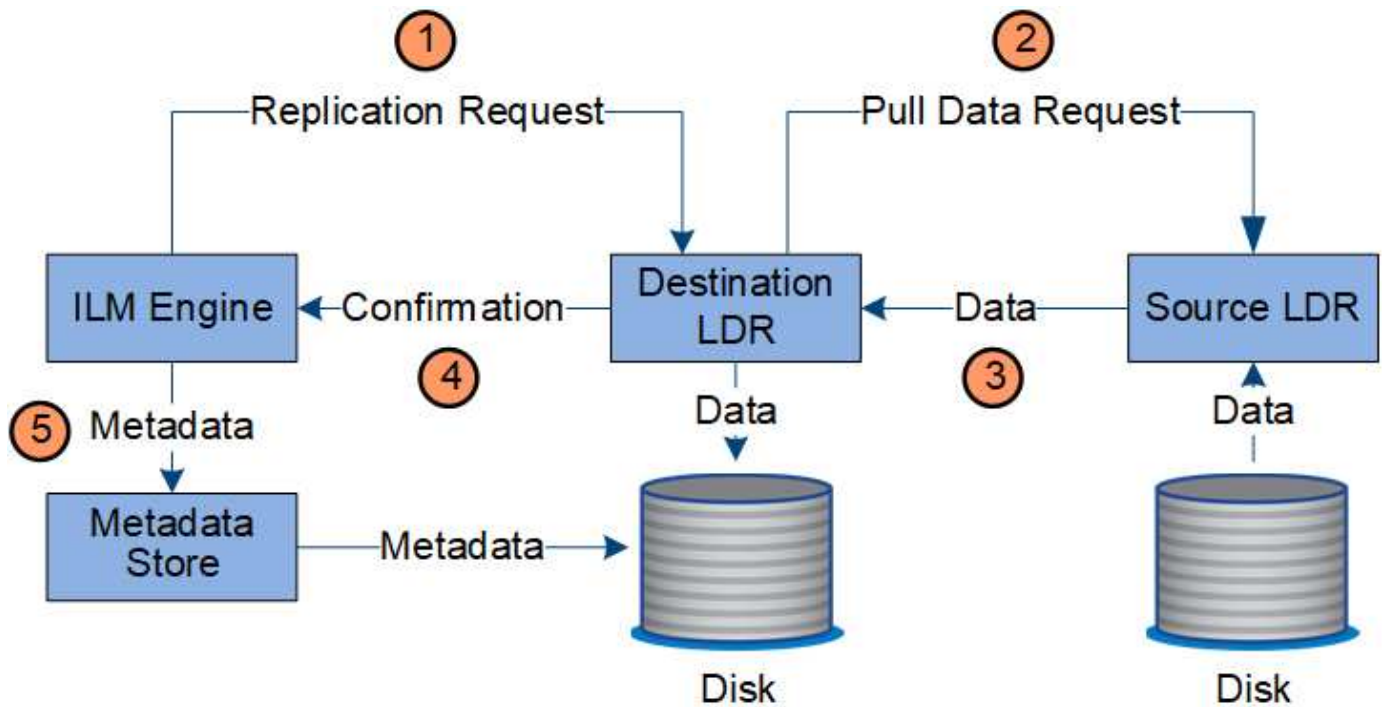 1
2
Replication Request
Pull Data Request
ILM Engine
Confirmation
Destination
LDR
Data
Source LDR
4
3
5
Metadata
Data
Data
Metadata
Store
Metadata
Disk
Disk